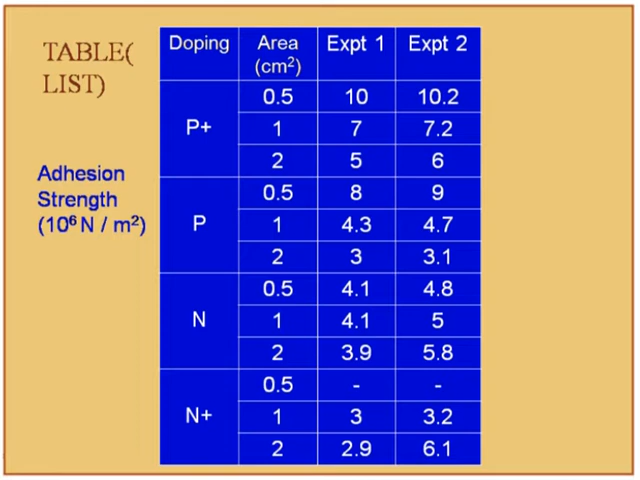 TABLE(
LIST)
Adhesion
Strength
(10⁶ N / m²)
Doping Area (cm²) Expt 1 Expt 2
P+ 0.5 10 10.2
1 7 7.2
2 5 6
P 0.5 8 9
1 4.3 4.7
2 3 3.1
N 0.5 4.1 4.8
1 4.1 5
2 3.9 5.8
N+ 0.5 - -
1 3 3.2
2 2.9 6.1